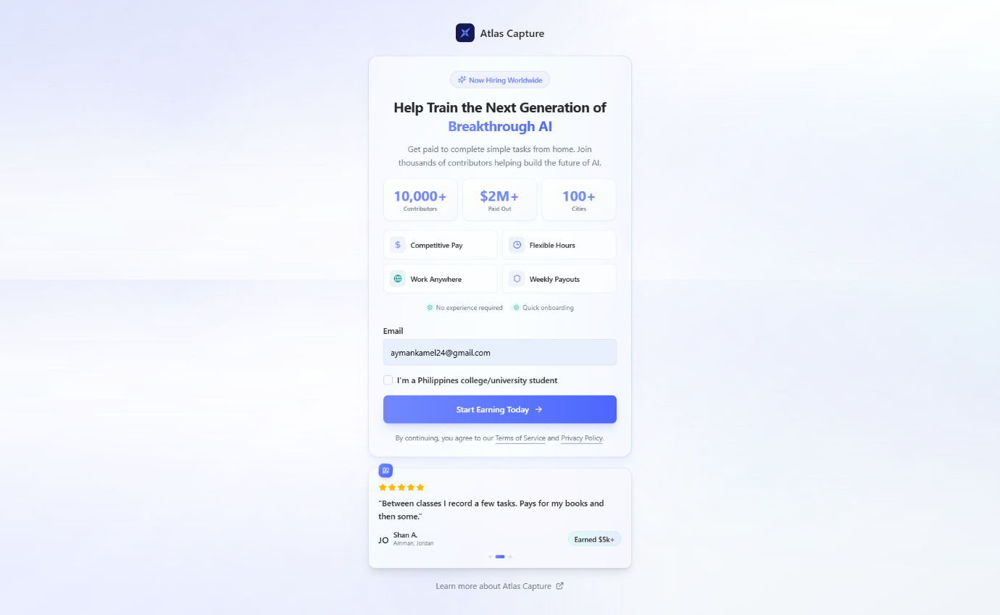 Atlas Capture
Now Hiring Worldwide
Help Train the Next Generation of
Breakthrough AI
Get paid to complete simple tasks from home. Join
thousands of contributors helping build the future of AI.
10,000+
Contributors
$2M+
Paid Out
100+
Cities
Competitive Pay
Flexible Hours
Work Anywhere
Weekly Payouts
No experience required
Quick onboarding
Email
aymankamel24@gmail.com
I'm a Philippines college/university student
Start Earning Today
By continuing, you agree to our Terms of Service and Privacy Policy.
"Between classes I record a few tasks. Pays for my books and
then some."
JO
Shan A.
Amman, Jordan
Earned $5k+
Learn more about Atlas Capture